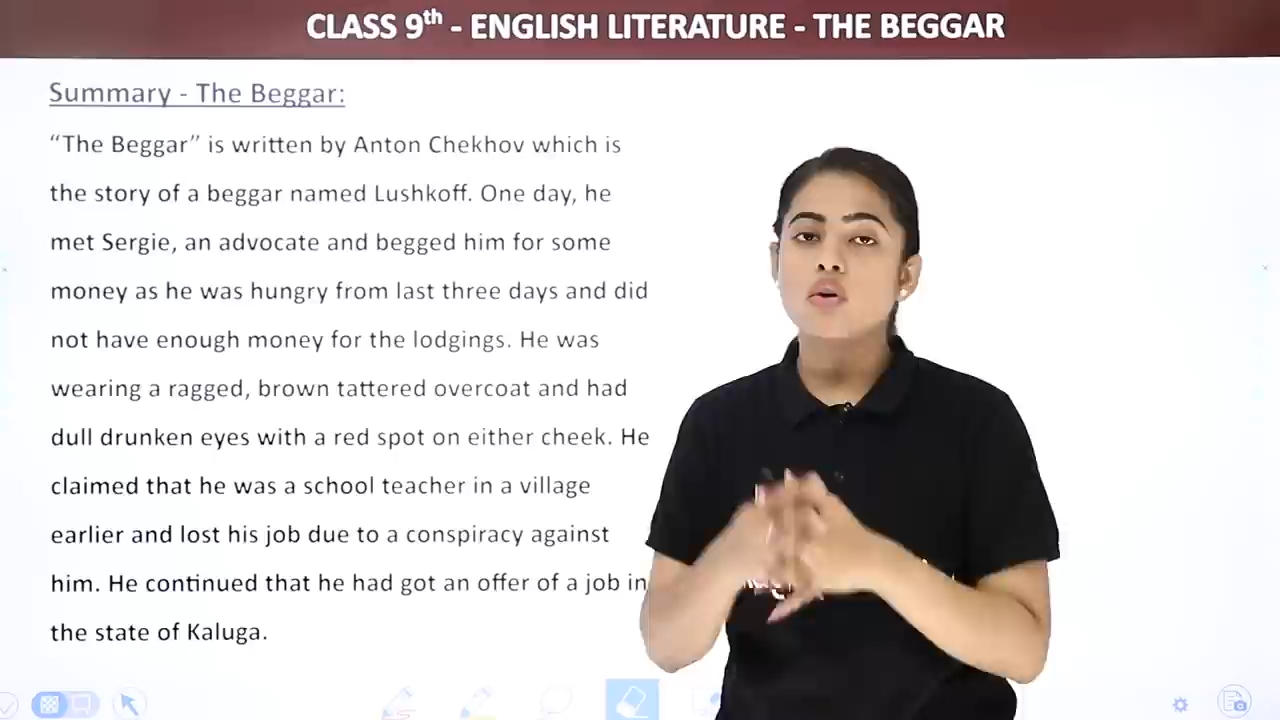 CLASS 9th - ENGLISH LITERATURE - THE BEGGAR
Summary - The Beggar:
“The Beggar” is written by Anton Chekhov which is
the story of a beggar named Lushkoff. One day, he
met Sergie, an advocate and begged him for some
money as he was hungry from last three days and did
not have enough money for the lodgings. He was
wearing a ragged, brown tattered overcoat and had
dull drunken eyes with a red spot on either cheek. He
claimed that he was a school teacher in a village
earlier and lost his job due to a conspiracy against
him. He continued that he had got an offer of a job in
the state of Kaluga.